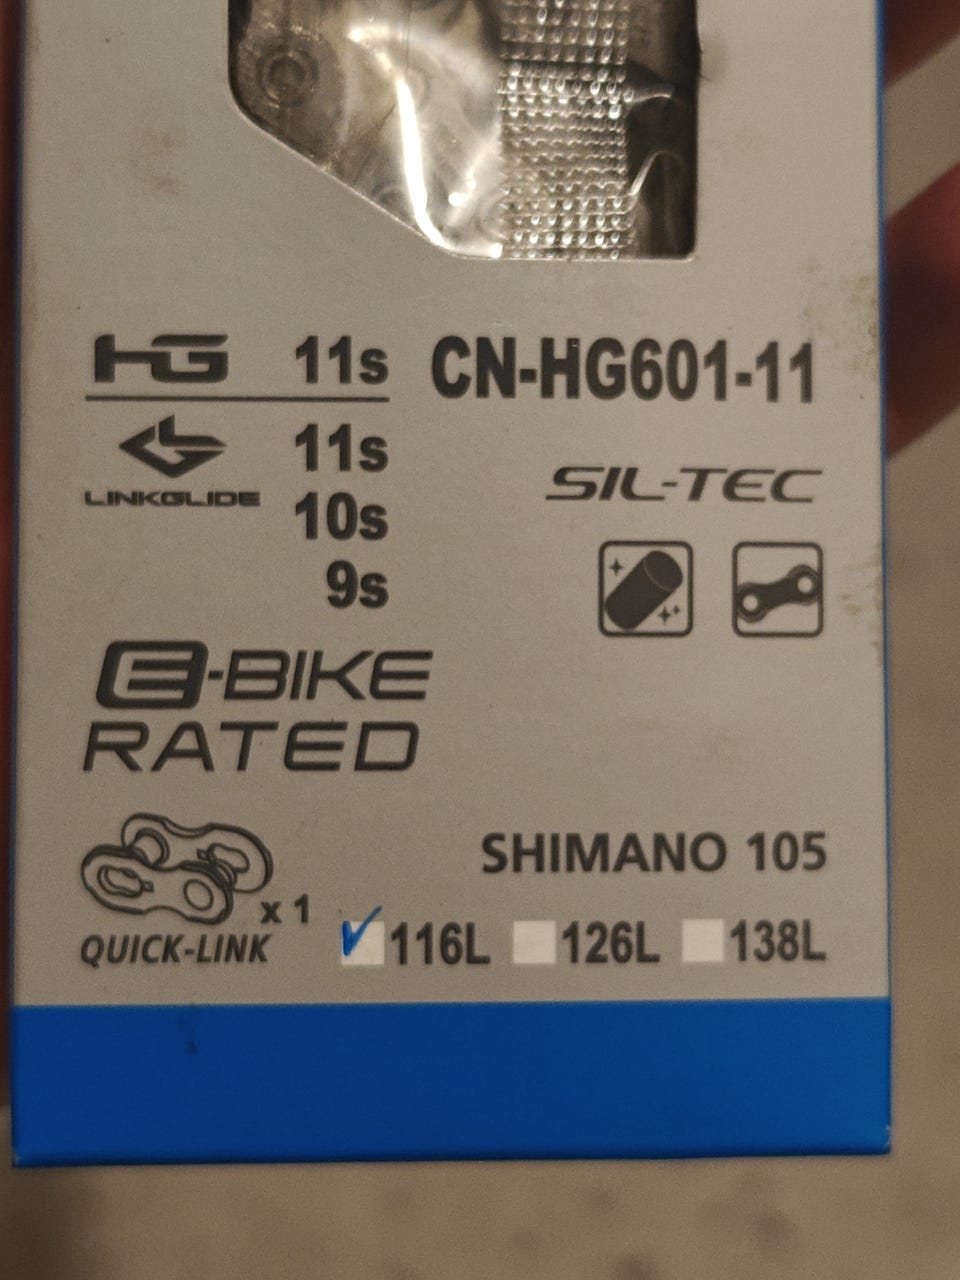 HG 11s CN-HG601-11
LINKGLIDE 11s
10s
9s
SIL-TEC
E-BIKE
RATED
x 1
QUICK-LINK
SHIMANO 105
116L 126L 138L